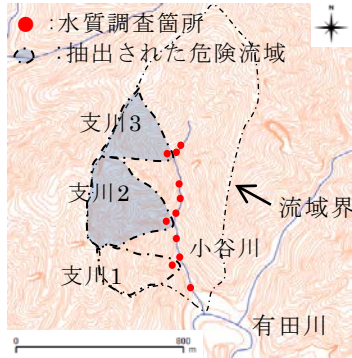 :水質調査箇所
:抽出された危険流域
N
支川3
支川2
流域界
小谷川
支川1
有田川
0 800
m